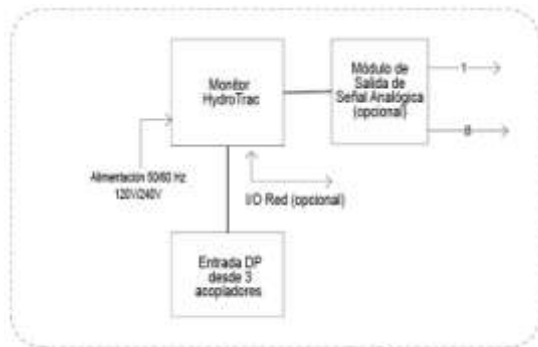 Monitor
HydroTrac
Módulo de
Salida de
Señal Analógica
(opcional)
1
8
Alimentación 50/60 Hz
120V/240V
I/O Red (opcional)
Entrada DP
desde 3
acopladores